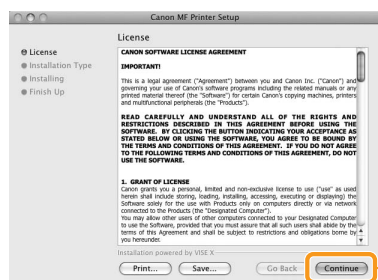 Canon MF Printer Setup
License
License
Installation Type
Installing
Finish Up
CANON SOFTWARE LICENSE AGREEMENT
IMPORTANT!
This is a legal agreement ("Agreement") between you and Canon Inc. ("Canon") and
governing your use of Canon's software programs including the related manuals or any
printed material thereof (the "Software") for certain Canon's copying machines, printers
and multifunctional peripherals (the "Products").
READ CAREFULLY AND UNDERSTAND ALL OF THE RIGHTS AND
RESTRICTIONS DESCRIBED IN THIS AGREEMENT BEFORE USING THE
SOFTWARE. BY CLICKING THE BUTTON INDICATING YOUR ACCEPTANCE AS
STATED BELOW OR USING THE SOFTWARE, YOU AGREE TO BE BOUND BY
THE TERMS AND CONDITIONS OF THIS AGREEMENT. IF YOU DO NOT AGREE
TO THE FOLLOWING TERMS AND CONDITIONS OF THIS AGREEMENT, DO NOT
USE THE SOFTWARE.
1. GRANT OF LICENSE
Canon grants you a personal, limited and non-exclusive license to use ("use" as used
herein shall include storing, loading, installing, accessing, executing or displaying) the
Software solely for the use with Products only on computers directly or via network
connected to the Products (the "Designated Computer").
You may allow other users of other computers connected to your Designated Computer
to use the Software, provided that you must assure that all such users shall abide by the
terms of this Agreement and shall be subject to restrictions and obligations borne by
you hereunder.
Installation powered by VISE X
Print... Save... Go Back Continue